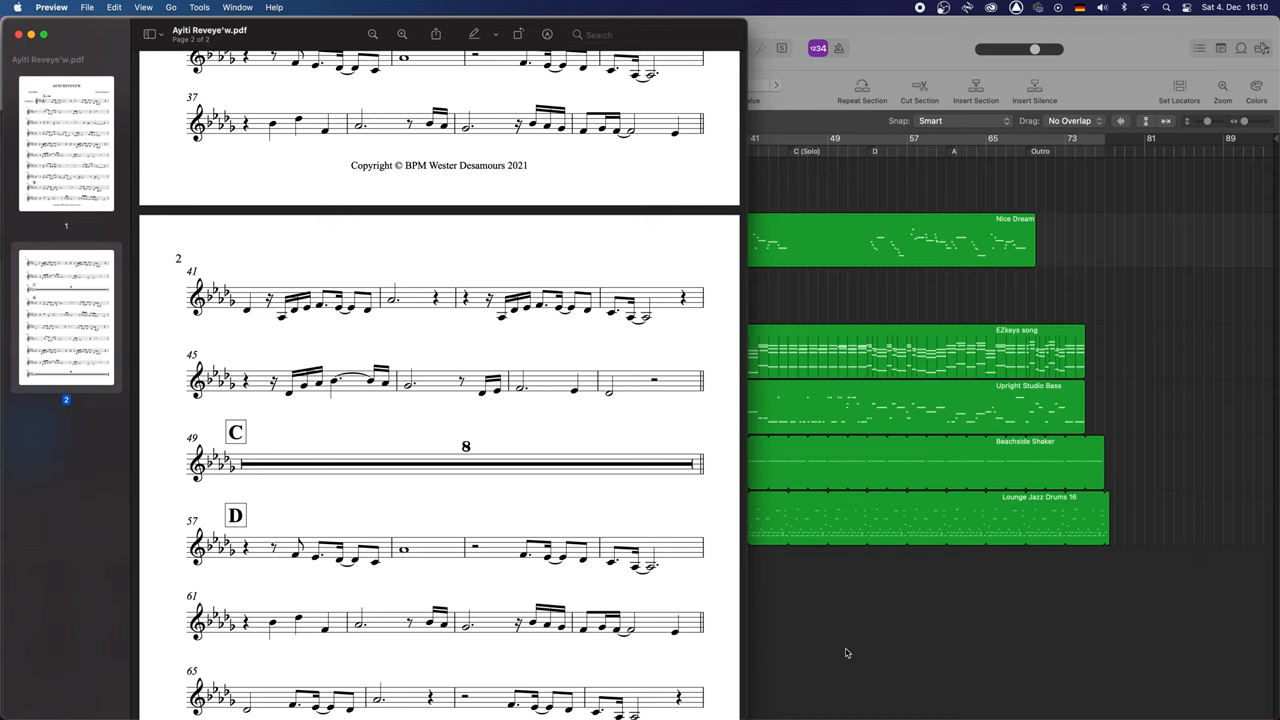 Preview File Edit View Go Tools Window Help Sat 4. Dec 16:10
Ayiti Reveye'w.pdf
Page 2 of 2
Search
Ayiti Reveye'w.pdf
1
2
37
Copyright © BPM Wester Desamours 2021
2
41
45
C
49
8
D
57
61
65
1234
alue
Repeat Section Cut Section Insert Section Insert Silence Set Locators Zoom Colors
Snap: Smart Drag: No Overlap
41 49 57 65 73 81 89
C (Solo) D A Outro
Nice Dream
EZkeys song
Upright Studio Bass
Beachside Shaker
Lounge Jazz Drums 16